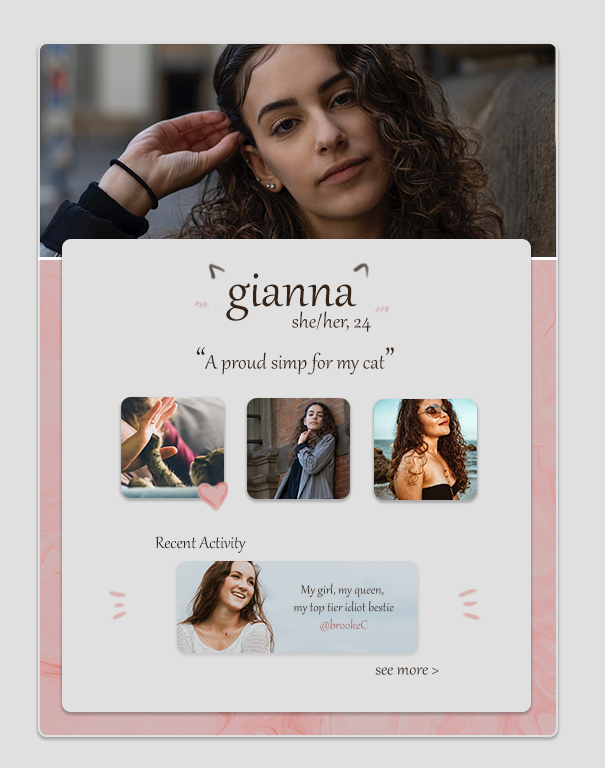 gianna
she/her, 24
“A proud simp for my cat”
Recent Activity
My girl, my queen,
my top tier idiot bestie
@brookeC
see more >